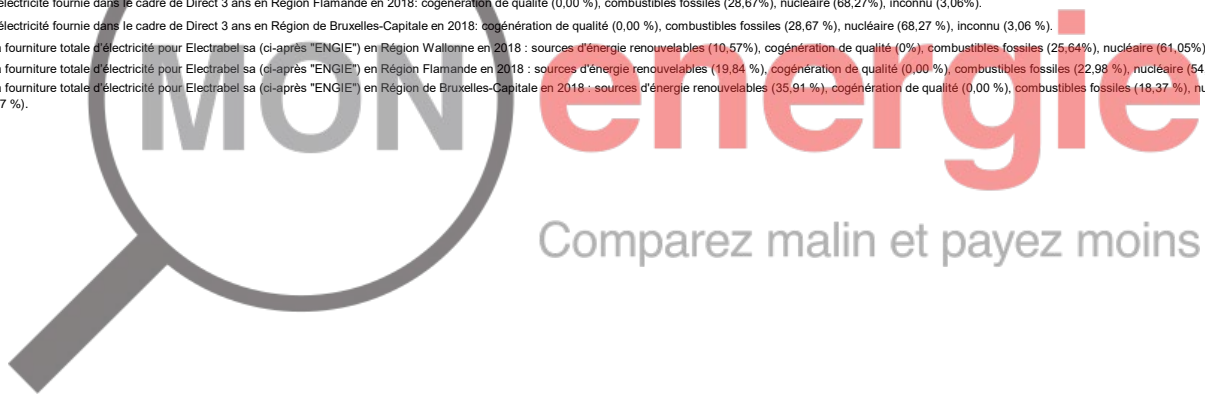 électricité fournie dans le cadre de Direct 3 ans en Région Flamande en 2018: cogénération de qualité (0,00 %), combustibles fossiles (28,67%), nucléaire (68,27%), inconnu (3,06%).
électricité fournie dans le cadre de Direct 3 ans en Région de Bruxelles-Capitale en 2018: cogénération de qualité (0,00 %), combustibles fossiles (28,67 %), nucléaire (68,27 %), inconnu (3,06 %).
fourniture totale d'électricité pour Electrabel sa (ci-après "ENGIE") en Région Wallonne en 2018 : sources d'énergie renouvelables (10,57%), cogénération de qualité (0%), combustibles fossiles (25,64%), nucléaire (61,05%)
fourniture totale d'électricité pour Electrabel sa (ci-après "ENGIE") en Région Flamande en 2018 : sources d'énergie renouvelables (19,84 %), cogénération de qualité (0,00 %), combustibles fossiles (22,98 %), nucléaire (54
fourniture totale d'électricité pour Electrabel sa (ci-après "ENGIE") en Région de Bruxelles-Capitale en 2018 : sources d'énergie renouvelables (35,91 %), cogénération de qualité (0,00 %), combustibles fossiles (18,37 %), nu
7 %).
MON energie
Comparez malin et payez moins